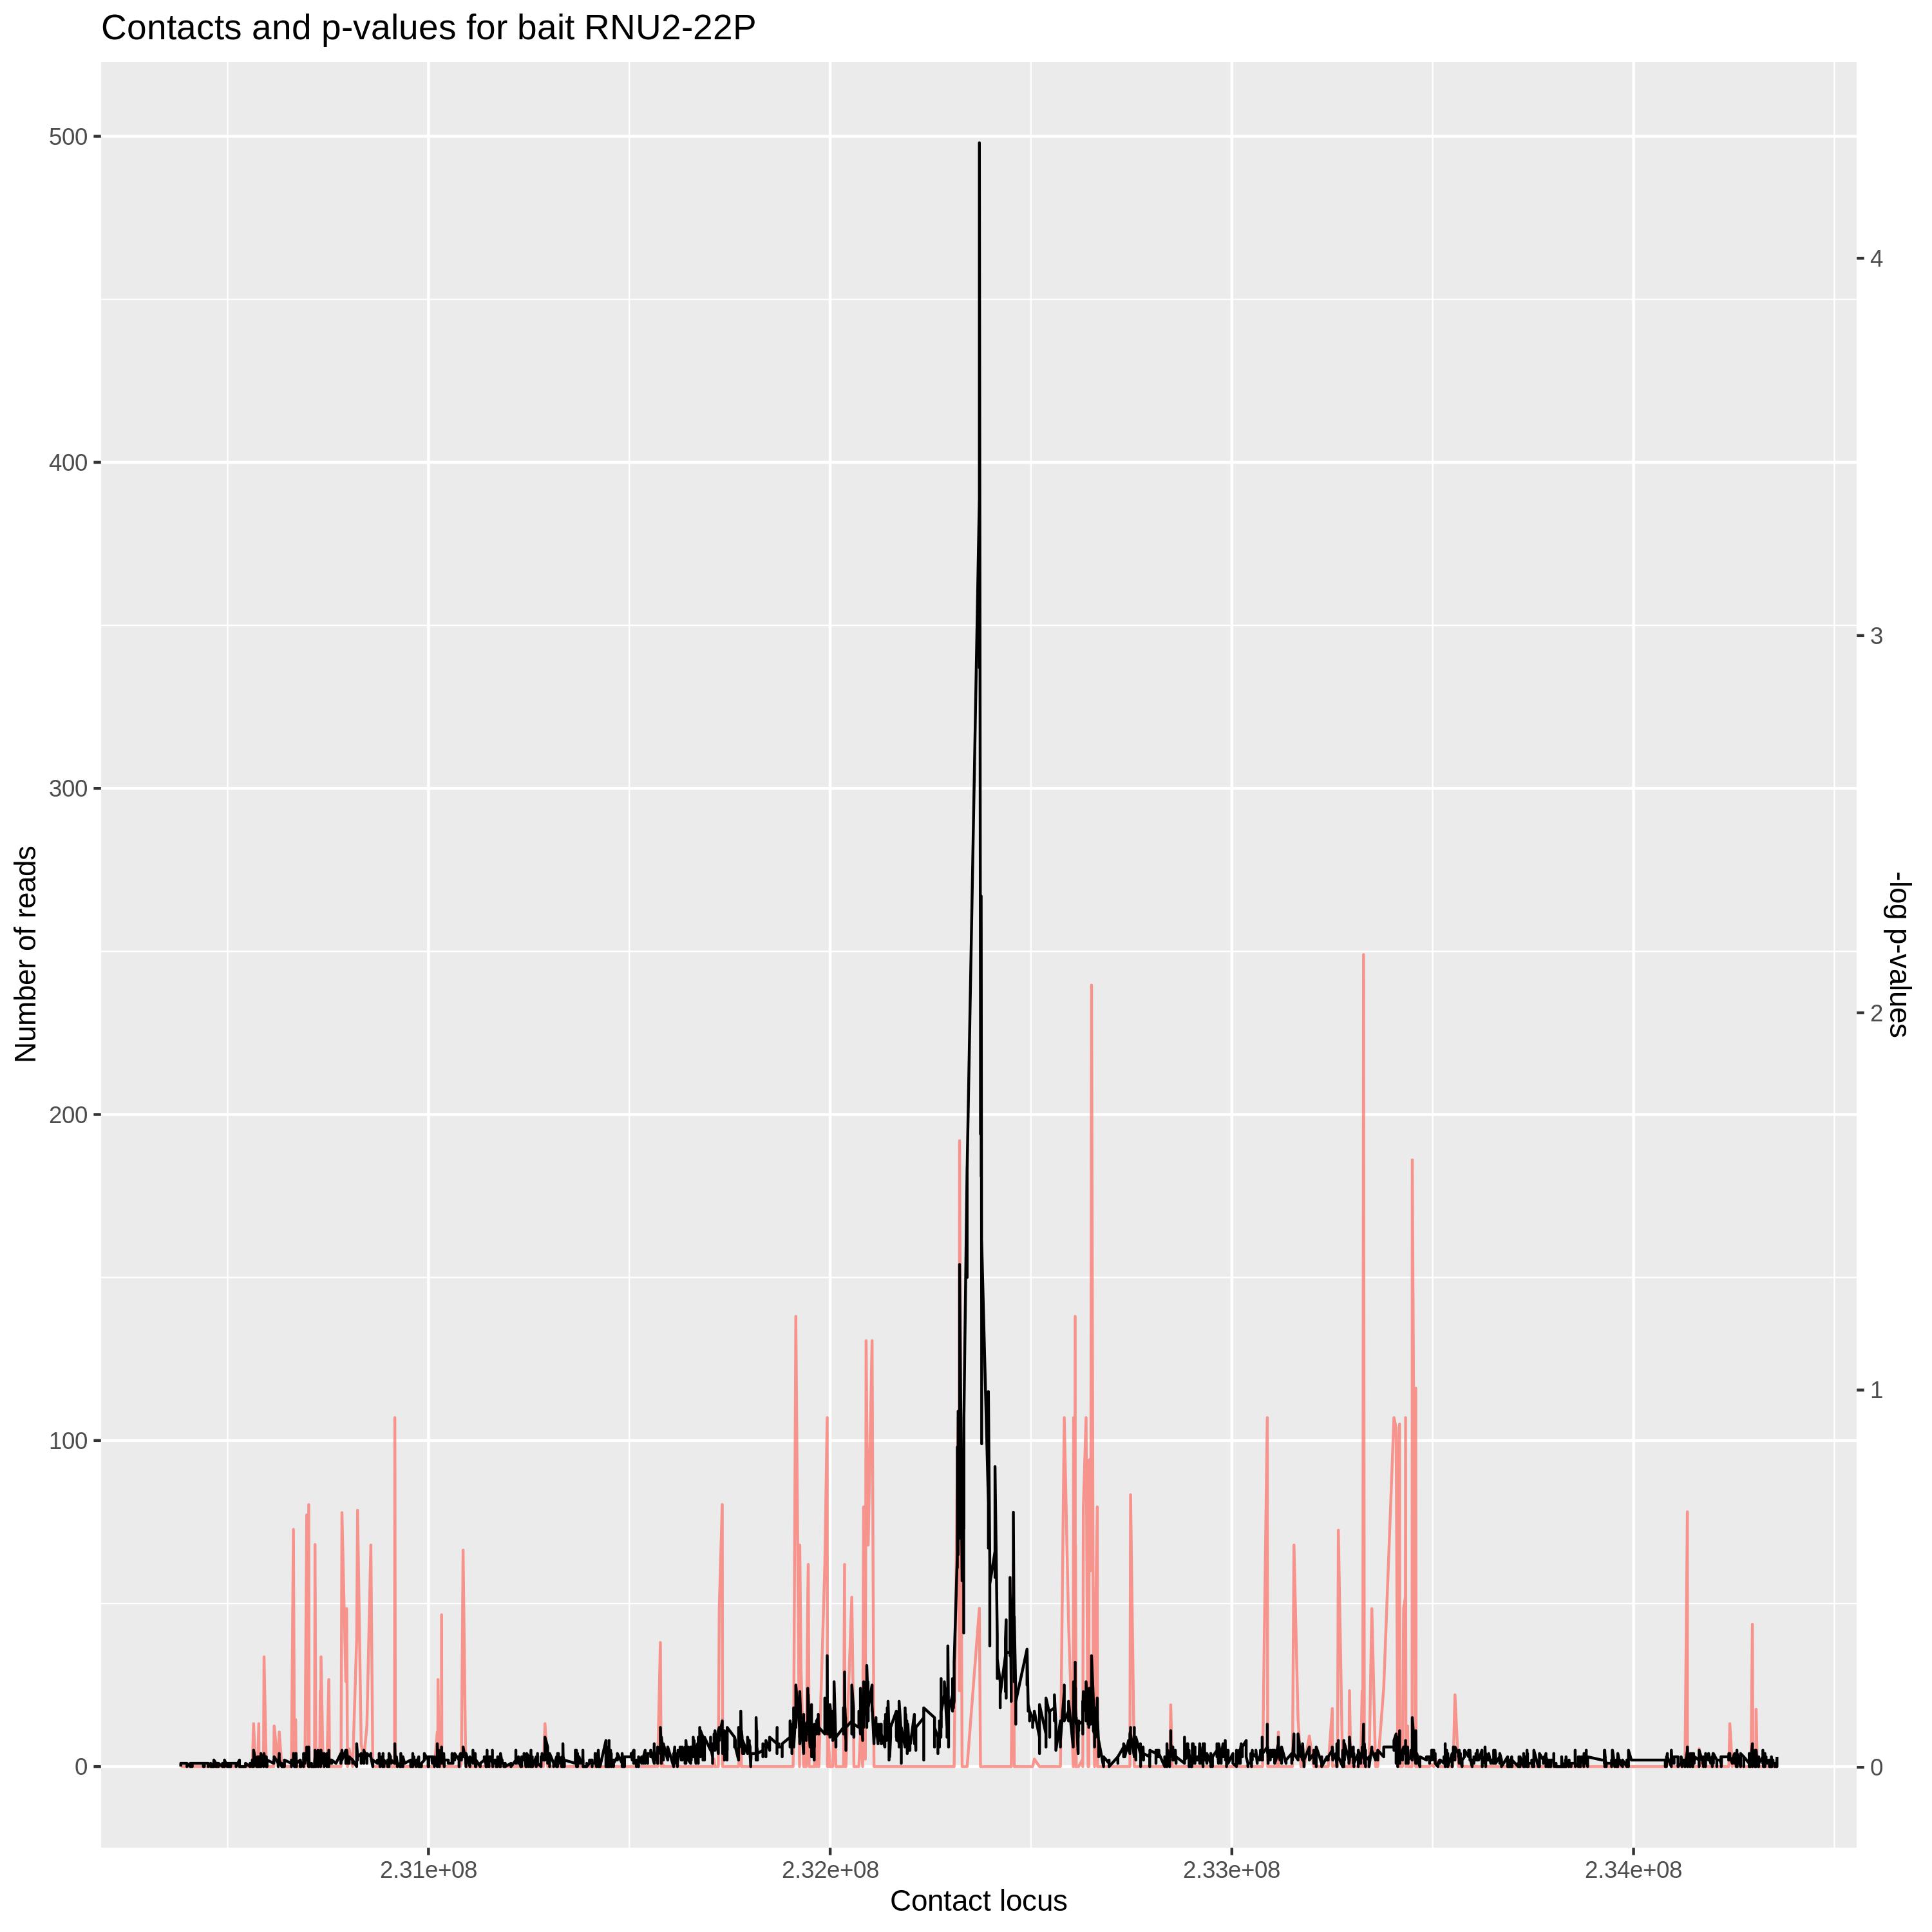 Contacts and p-values for bait RNU2-22P
500
400
300
200
100
0
Number of reads
4
3
2
1
0
-log p-values
2.31e+08
2.32e+08
2.33e+08
2.34e+08
Contact locus